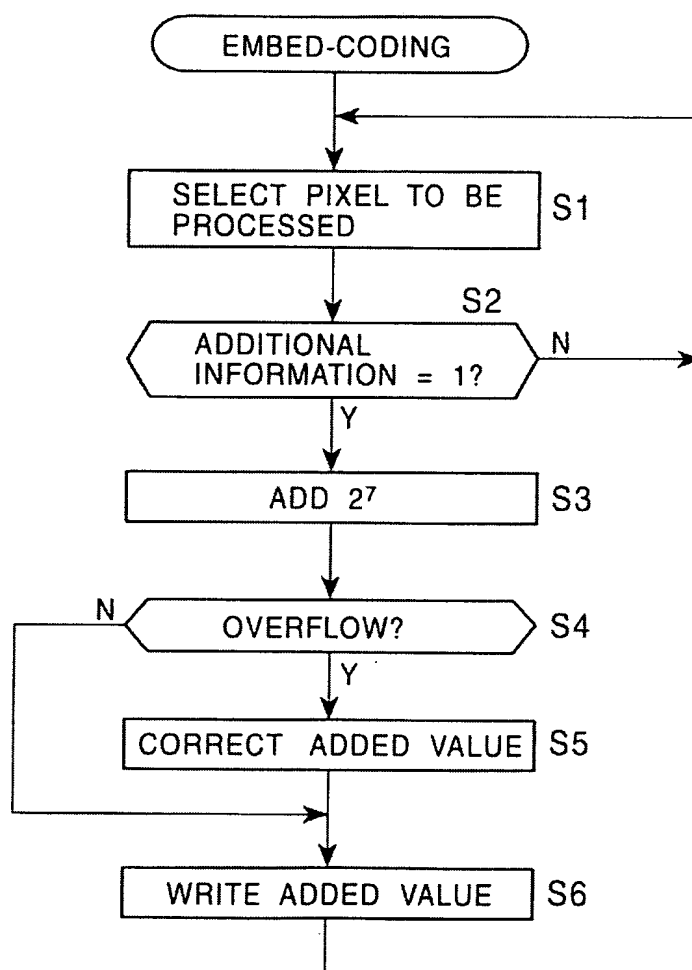 EMBED-CODING
SELECT PIXEL TO BE
PROCESSED
S1
S2
ADDITIONAL
INFORMATION = 1?
N
Y
ADD 2⁷
S3
N
OVERFLOW?
S4
Y
CORRECT ADDED VALUE
S5
WRITE ADDED VALUE
S6